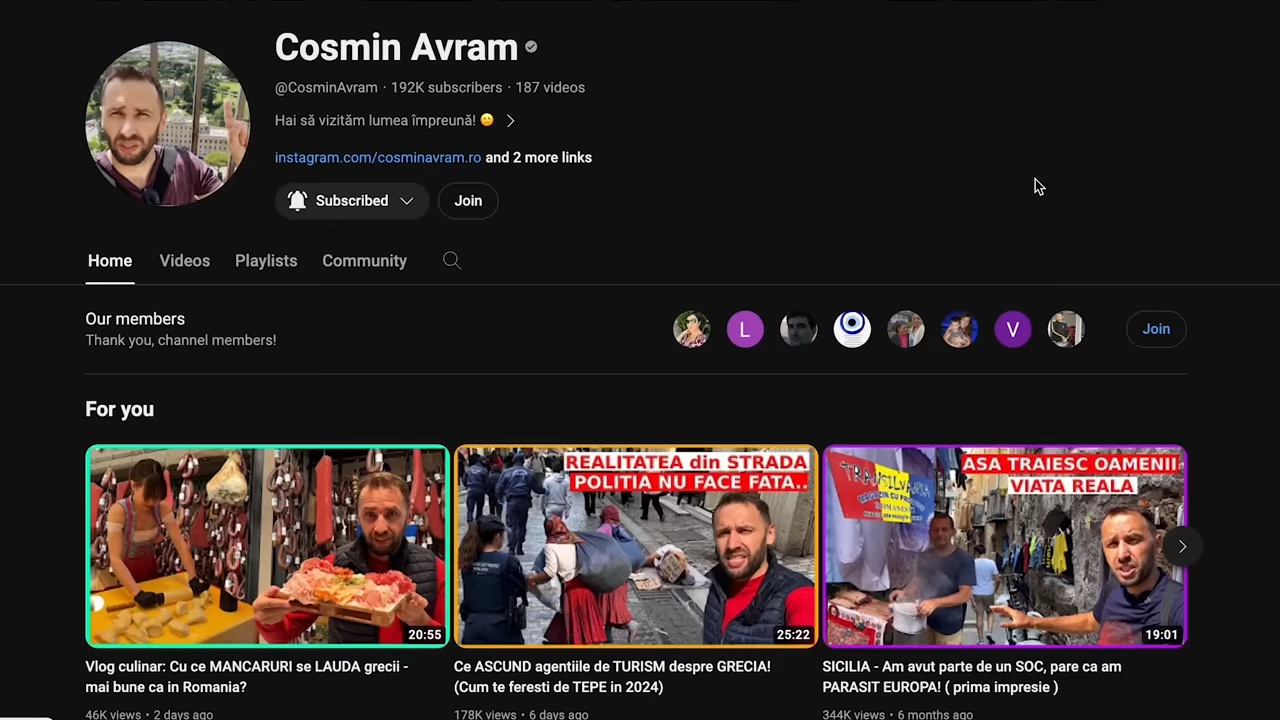 Cosmin Avram
@CosminAvram · 192K subscribers · 187 videos
Hai să vizităm lumea împreună! 🙂
instagram.com/cosminavram.ro and 2 more links
Subscribed
Join
Home
Videos
Playlists
Community
Our members
Thank you, channel members!
L
V
Join
For you
20:55
REALITATEA din STRADA
POLITIA NU FACE FATA..
25:22
TRANSILVANIA
ASA TRAIESC OAMENII
VIATA REALA
19:01
Vlog culinar: Cu ce MANCARURI se LAUDA grecii -
mai bune ca in Romania?
46K views · 2 days ago
Ce ASCUND agentiile de TURISM despre GRECIA!
(Cum te feresti de TEPE in 2024)
178K views · 6 days ago
SICILIA - Am avut parte de un SOC, pare ca am
PARASIT EUROPA! ( prima impresie )
344K views · 6 months ago